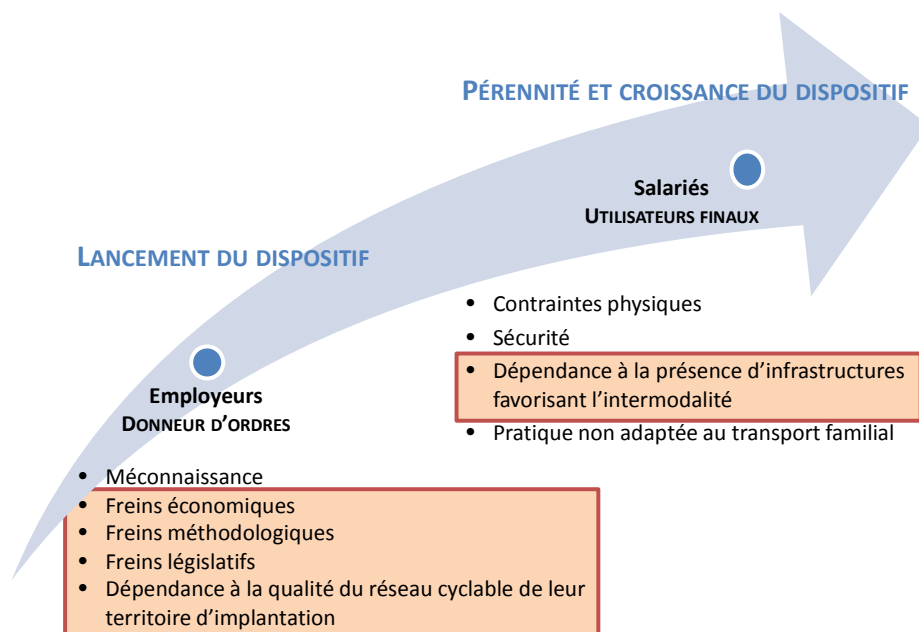 PÉRENNITÉ ET CROISSANCE DU DISPOSITIF
Salariés
UTILISATEURS FINAUX
LANCEMENT DU DISPOSITIF
• Contraintes physiques
• Sécurité
• Dépendance à la présence d’infrastructures
favorisant l’intermodalité
• Pratique non adaptée au transport familial
Employeurs
DONNEUR D’ORDRES
• Méconnaissance
• Freins économiques
• Freins méthodologiques
• Freins législatifs
• Dépendance à la qualité du réseau cyclable de leur
territoire d’implantation